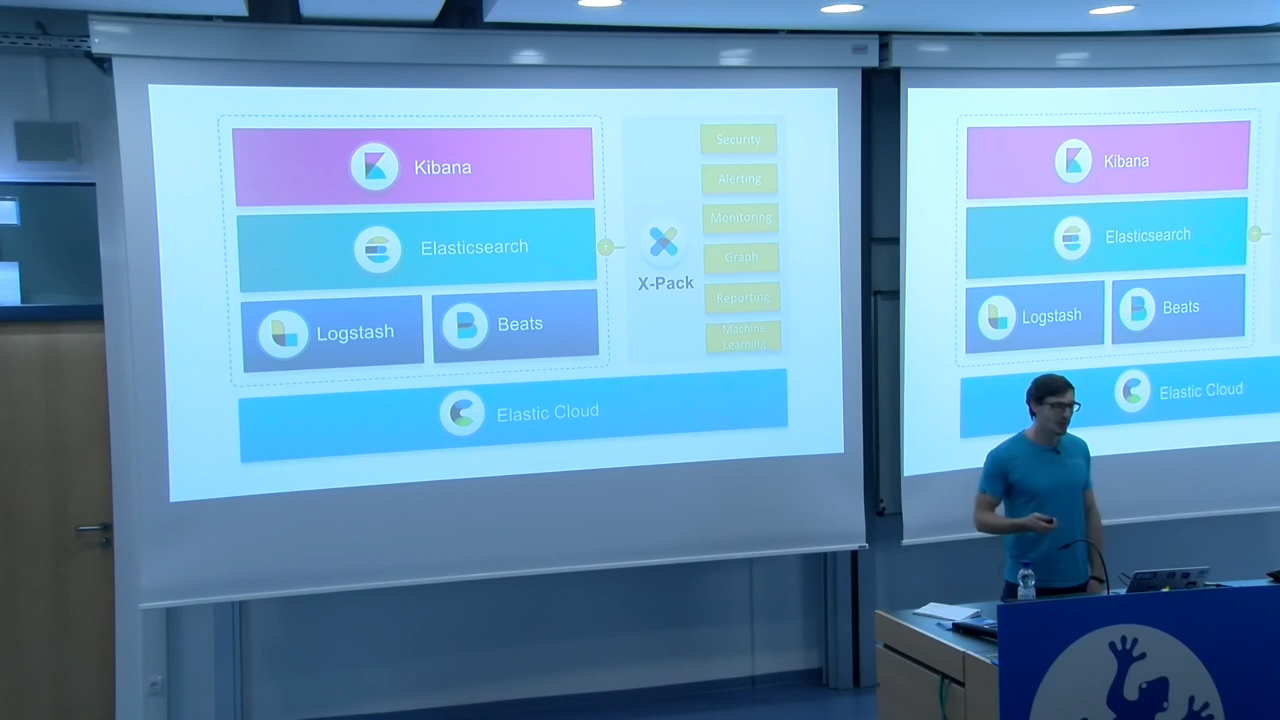 Kibana
Elasticsearch
Logstash
Beats
Elastic Cloud
X-Pack
Security
Alerting
Monitoring
Graph
Reporting
Machine
Learning
Kibana
Elasticsearch
Logstash
Beats
Elastic Cloud